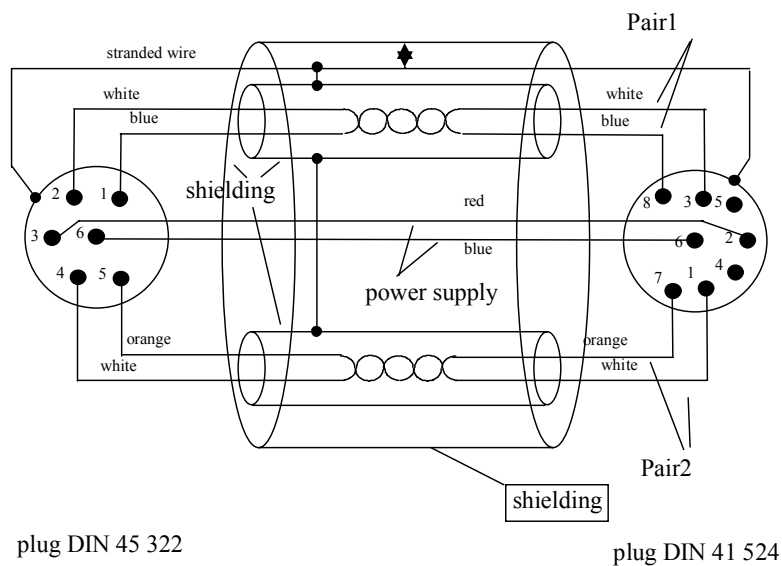 Pair1
stranded wire
white
white
blue
blue
2 1
shielding
8 3 5
red
3 6
6 2
blue
4 5
7 1 4
power supply
orange
orange
white
white
Pair2
shielding
plug DIN 45 322
plug DIN 41 524